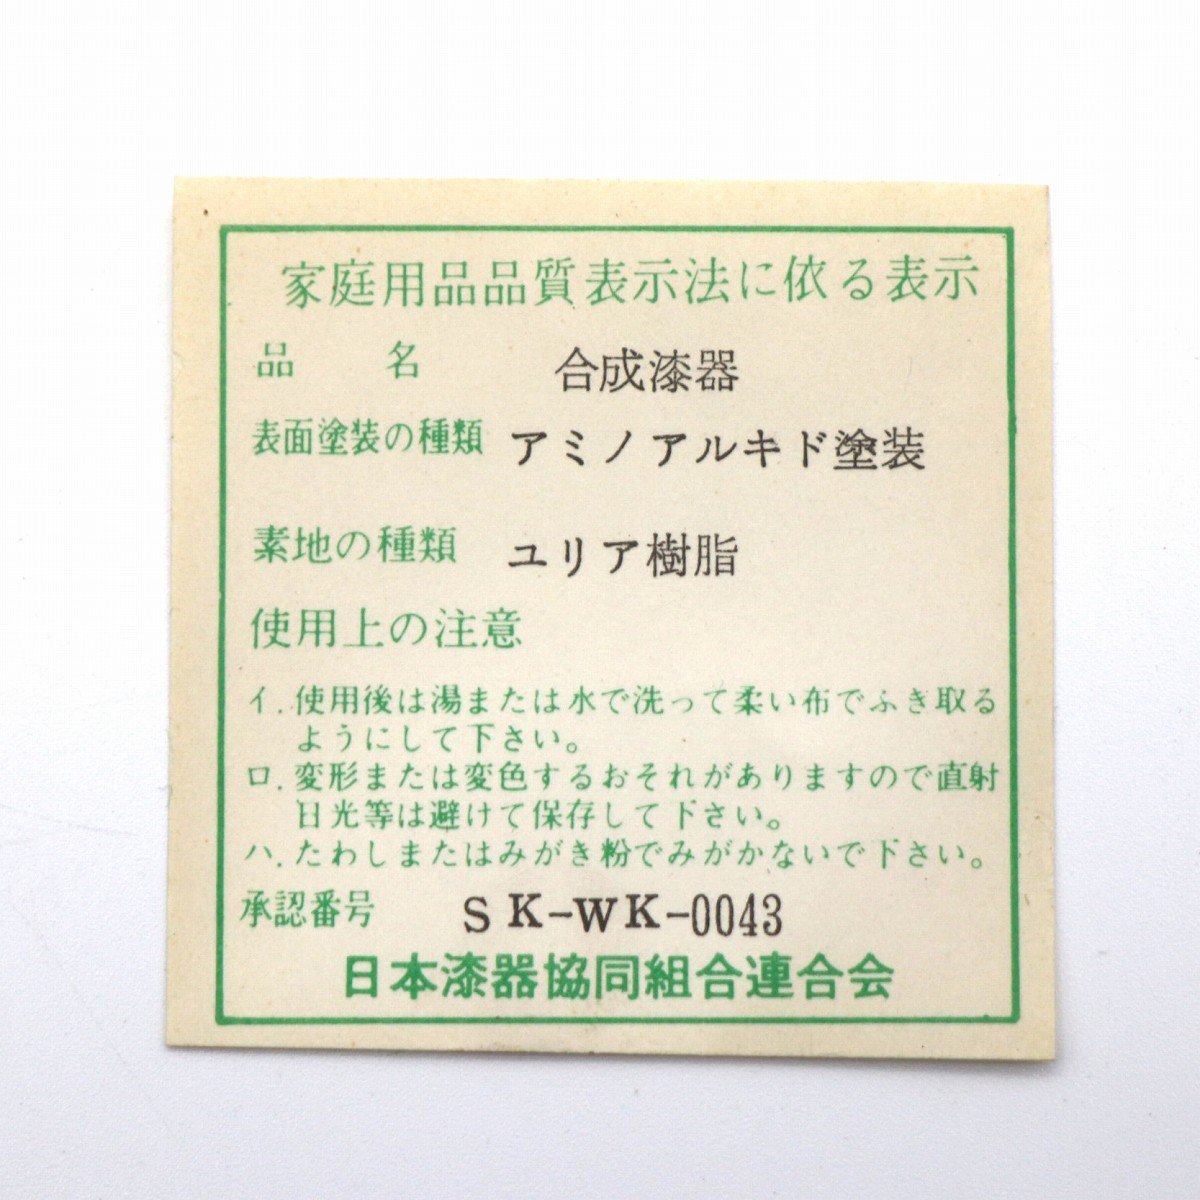 家庭用品品質表示法に依る表示
品 名 合成漆器
表面塗装の種類 アミノアルキド塗装
素地の種類 ユリア樹脂
使用上の注意
イ.使用後は湯または水で洗って柔い布でふき取る
ようにして下さい。
ロ.変形または変色するおそれがありますので直射
日光等は避けて保存して下さい。
ハ.たわしまたはみがき粉でみがかないで下さい。
承認番号 SK-WK-0043
日本漆器協同組合連合会